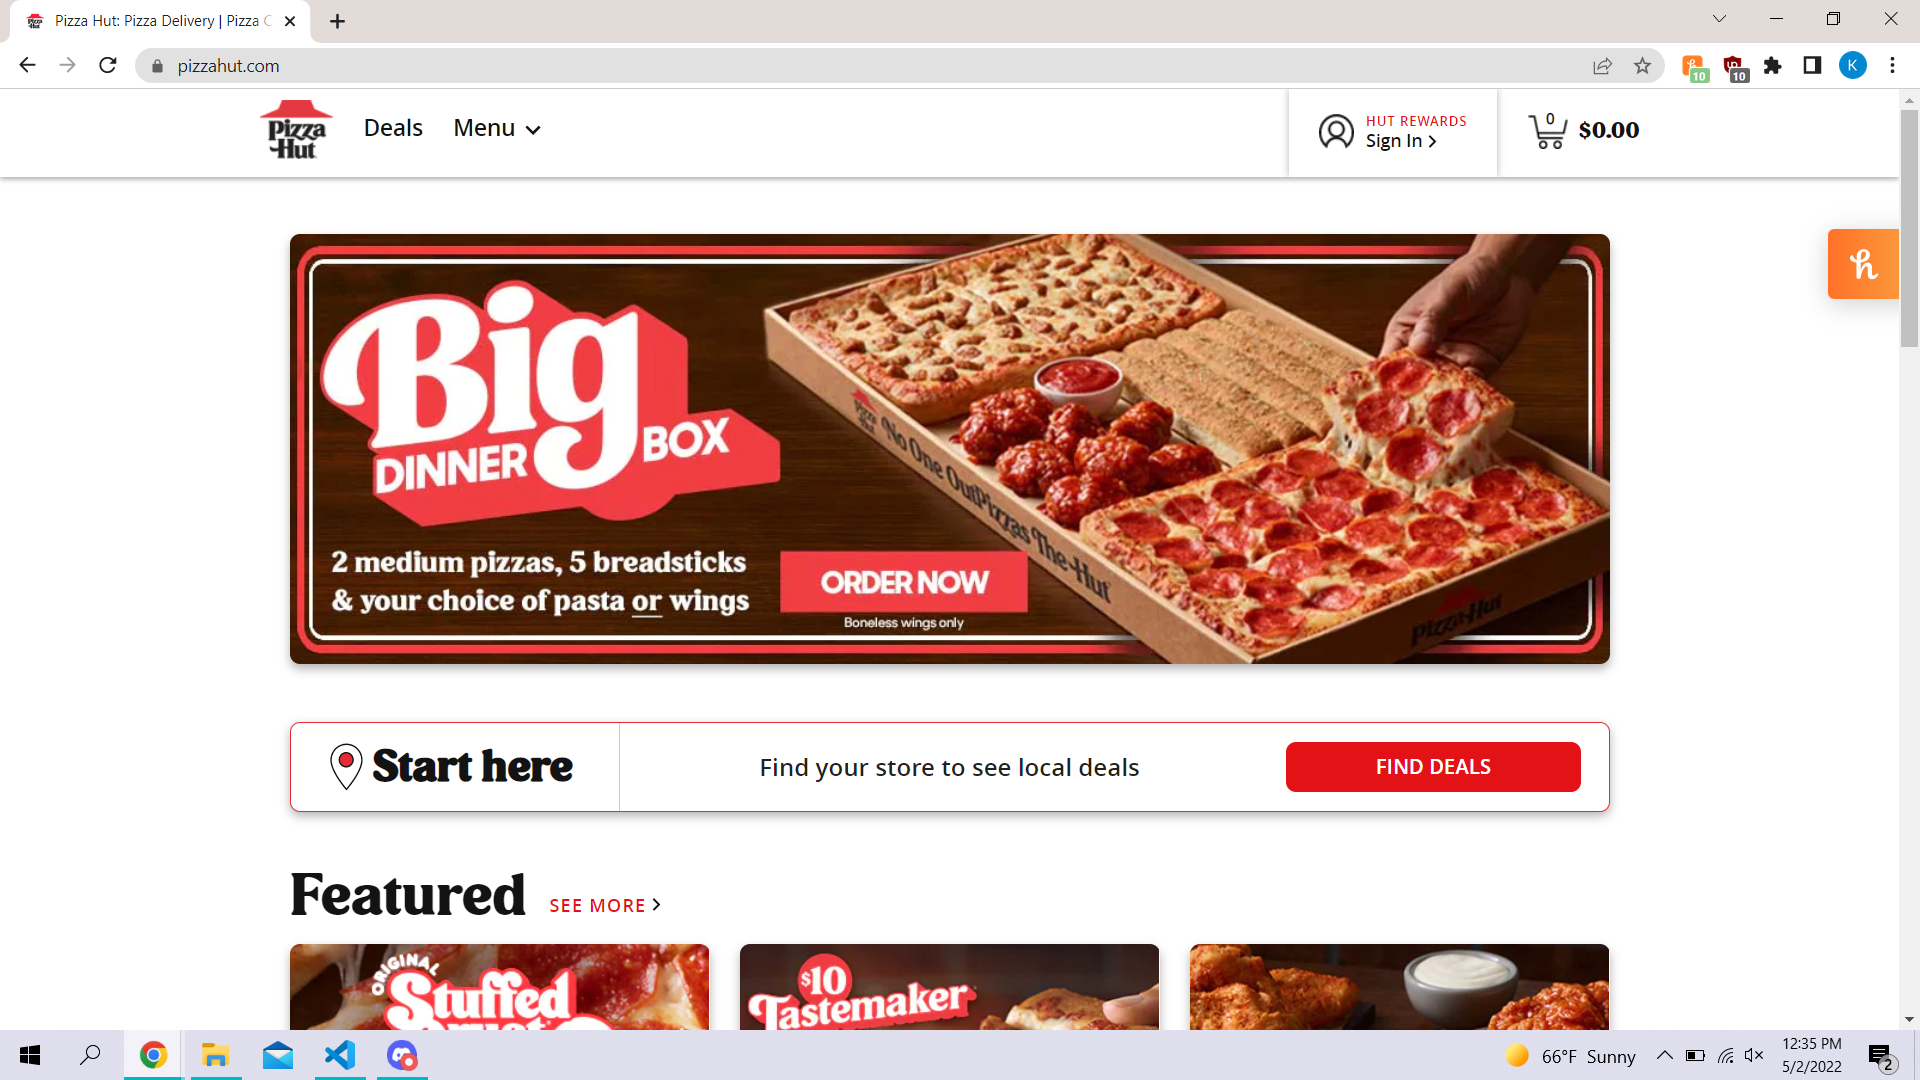 Pizza Hut: Pizza Delivery | Pizza C
pizzahut.com
10
10
K
Pizza
Hut
Deals
Menu
HUT REWARDS
Sign In
0
$0.00
Big
DINNER BOX
2 medium pizzas, 5 breadsticks
& your choice of pasta or wings
ORDER NOW
Boneless wings only
Pizza
Hut
No One OutPizzas The Hut
Pizza Hut
Start here
Find your store to see local deals
FIND DEALS
Featured
SEE MORE
ORIGINAL
Stuffed
$10
Tastemaker
66°F Sunny
12:35 PM
5/2/2022
2